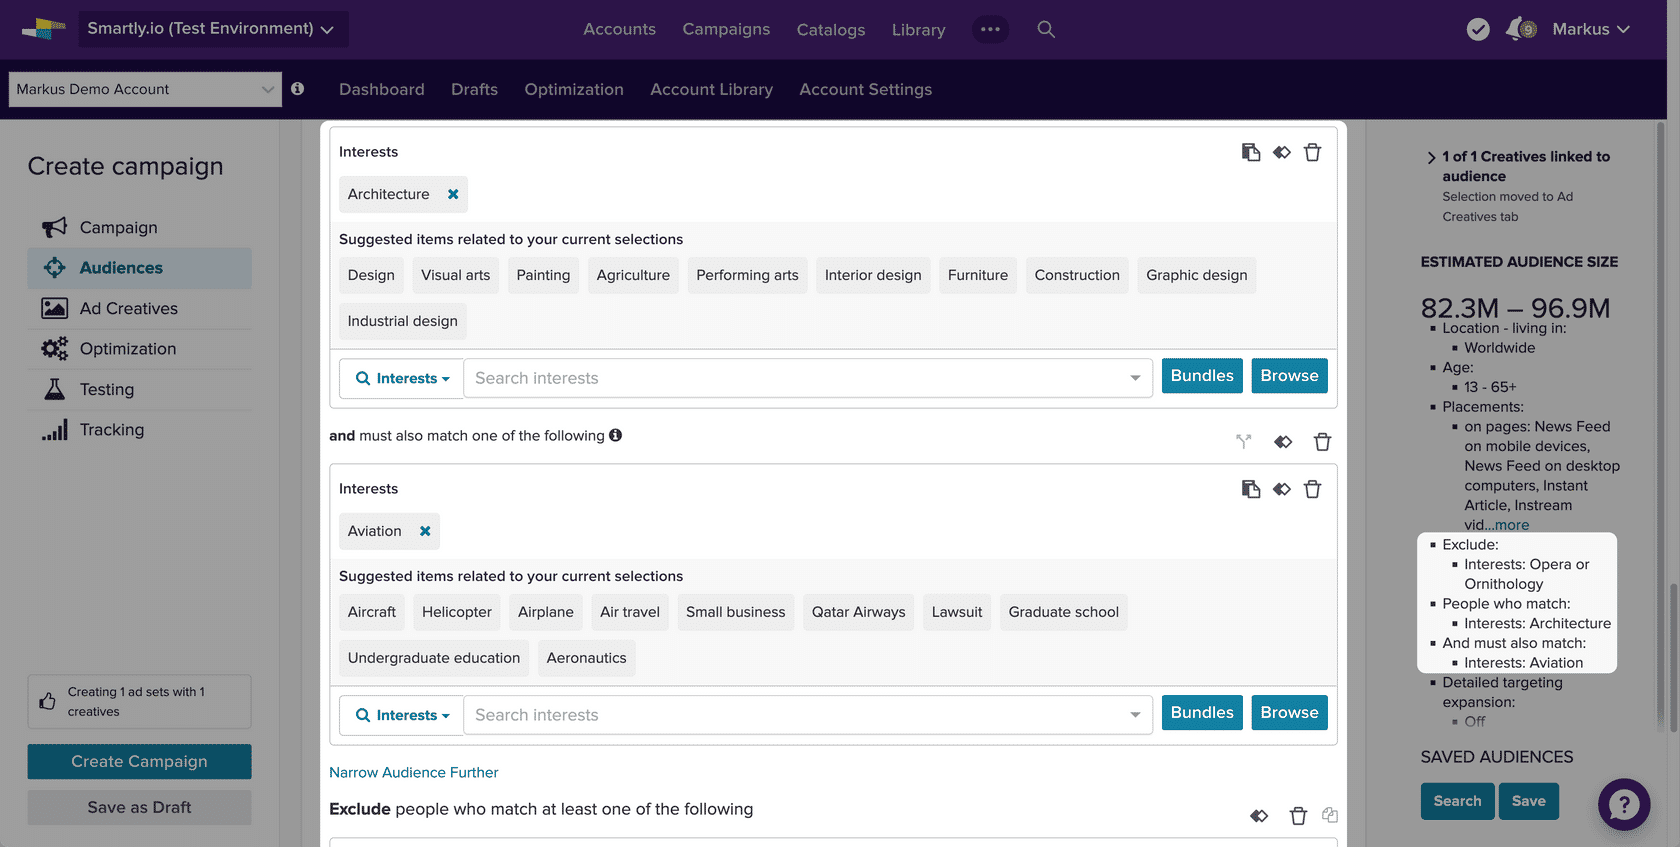 Smartly.io (Test Environment)
Accounts
Campaigns
Catalogs
Library
9
Markus
Markus Demo Account
Dashboard
Drafts
Optimization
Account Library
Account Settings
Create campaign
Campaign
Audiences
Ad Creatives
Optimization
Testing
Tracking
Creating 1 ad sets with 1
creatives
Create Campaign
Save as Draft
Interests
Architecture
Suggested items related to your current selections
Design
Visual arts
Painting
Agriculture
Performing arts
Interior design
Furniture
Construction
Graphic design
Industrial design
Interests
Search interests
Bundles
Browse
and must also match one of the following
Interests
Aviation
Suggested items related to your current selections
Aircraft
Helicopter
Airplane
Air travel
Small business
Qatar Airways
Lawsuit
Graduate school
Undergraduate education
Aeronautics
Interests
Search interests
Bundles
Browse
Narrow Audience Further
Exclude people who match at least one of the following
1 of 1 Creatives linked to
audience
Selection moved to Ad
Creatives tab
ESTIMATED AUDIENCE SIZE
82.3M – 96.9M
Location - living in:
Worldwide
Age:
13 - 65+
Placements:
on pages: News Feed
on mobile devices,
News Feed on desktop
computers, Instant
Article, Instream
vid...more
Exclude:
Interests: Opera or
Ornithology
People who match:
Interests: Architecture
And must also match:
Interests: Aviation
Detailed targeting
expansion:
Off
SAVED AUDIENCES
Search
Save